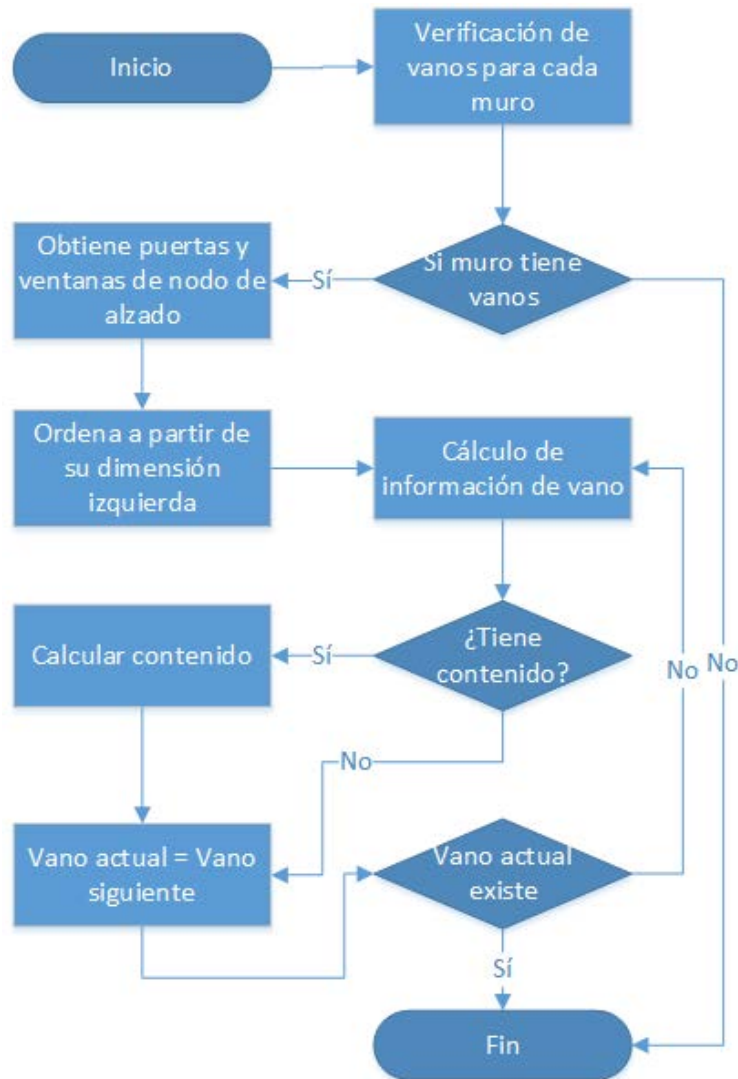 Inicio
Verificación de
vanos para cada
muro
Si muro tiene
vanos
Sí
No
Obtiene puertas y
ventanas de nodo de
alzado
Ordena a partir de
su dimensión
izquierda
Cálculo de
información de vano
¿Tiene
contenido?
Sí
No
Calcular contenido
Vano actual = Vano
siguiente
Vano actual
existe
No
Sí
Fin